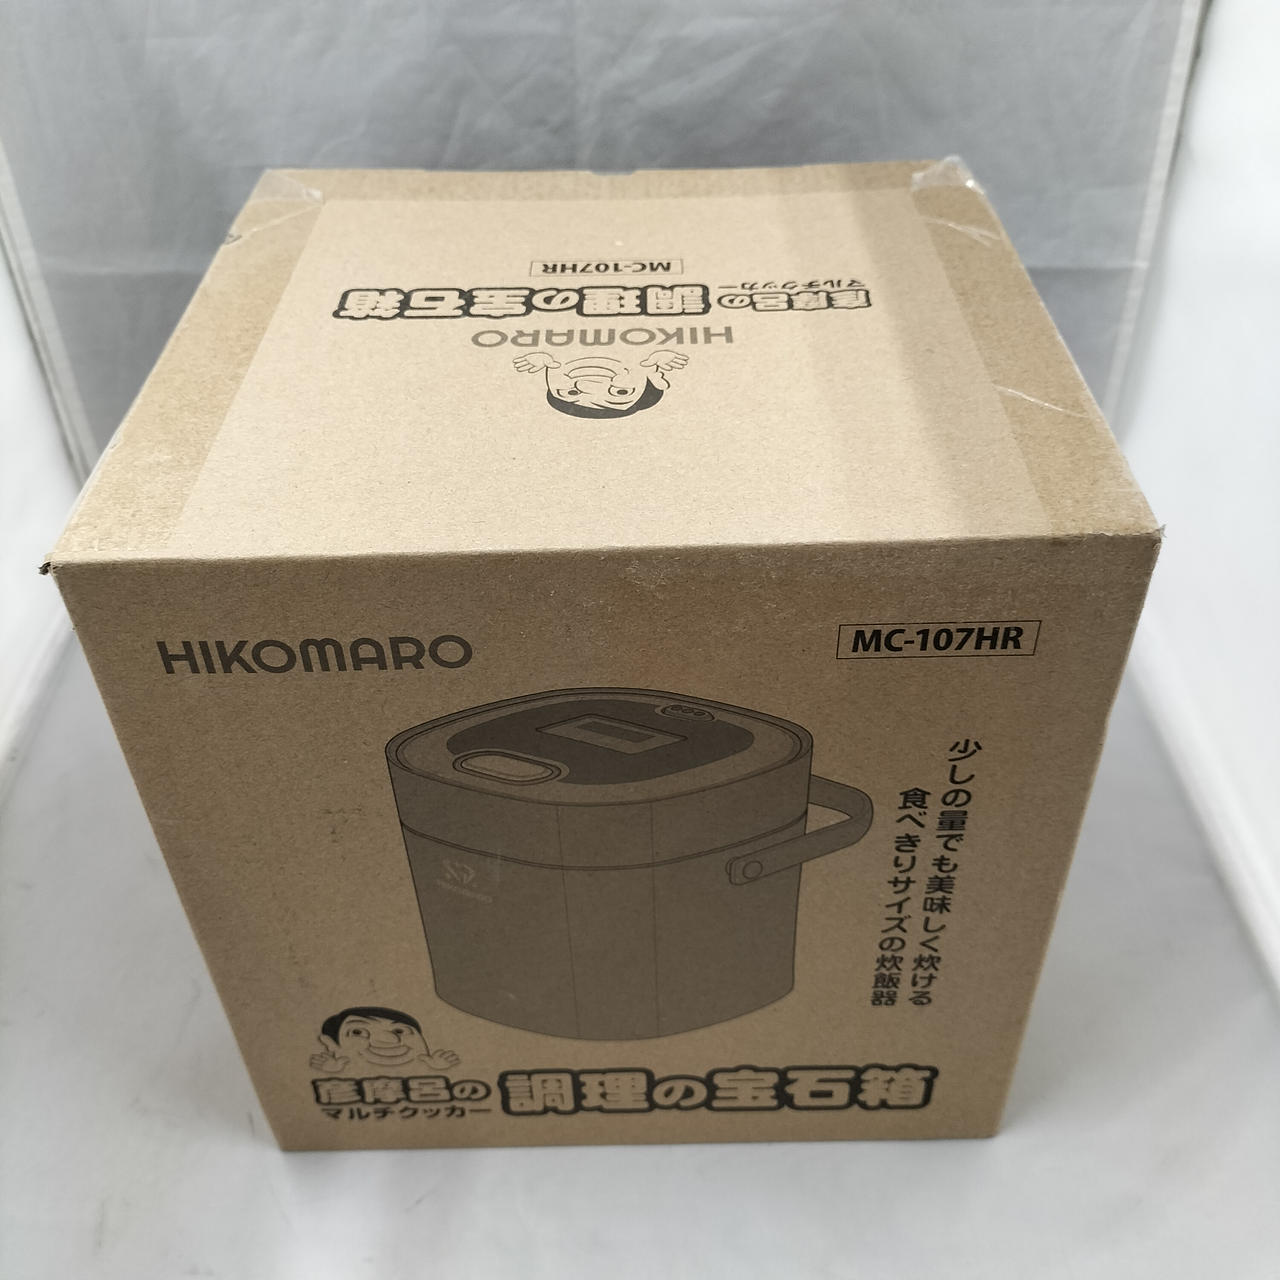 MC-107HR
彦摩呂の調理の宝石箱
マルチクッカー
HIKOMARO
HIKOMARO
MC-107HR
少しの量でも美味しく炊ける
食べきりサイズの炊飯器
彦摩呂の調理の宝石箱
マルチクッカー